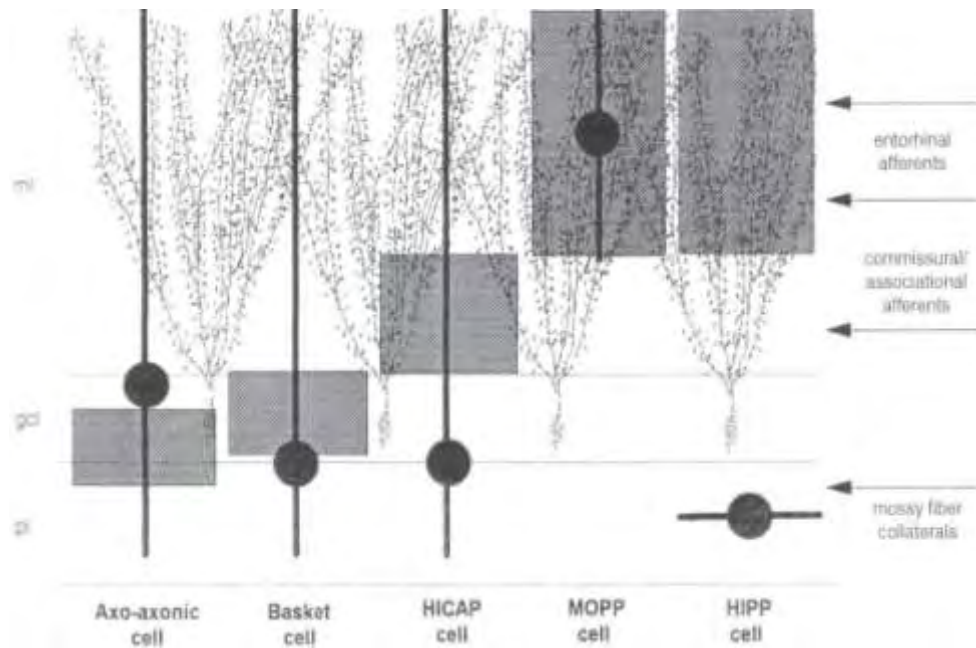 entorhinal
afferents
commissural/
associational
afferents
mossy fiber
collaterals
Axo-axonic
cell
Basket
cell
HICAP
cell
MOPP
cell
HIPP
cell